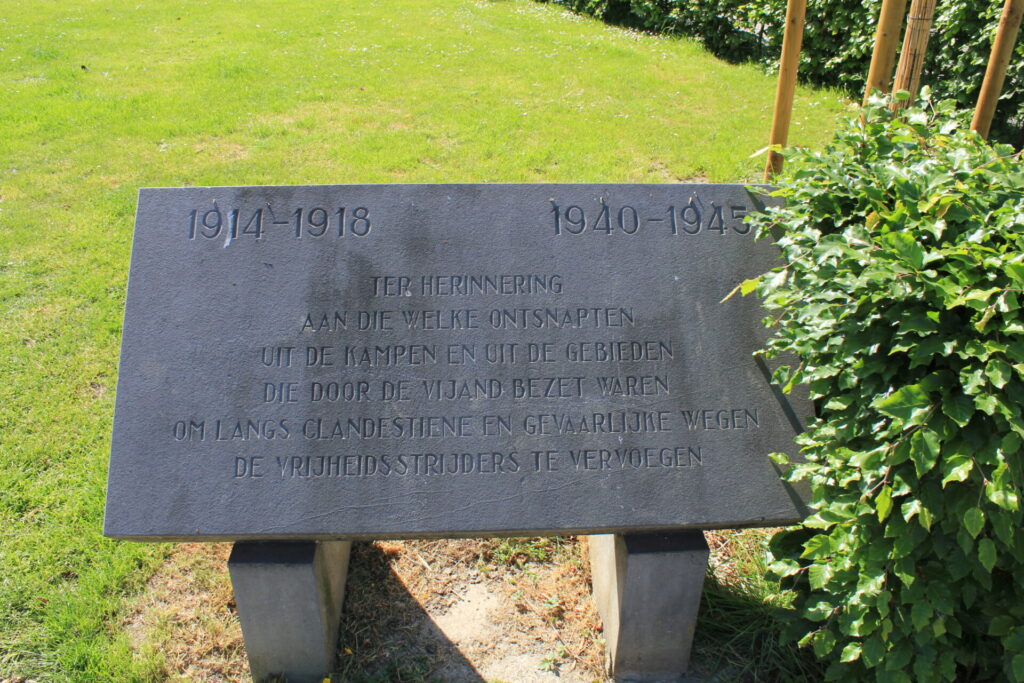 1914-1918 1940-1945
TER HERINNERING
AAN DIE WELKE ONTSNAPTEN
UIT DE KAMPEN EN UIT DE GEBIEDEN
DIE DOOR DE VIJAND BEZET WAREN
OM LANGS CLANDESTIENE EN GEVAARLIJKE WEGEN
DE VRIJHEIDSSTRIJDERS TE VERVOEGEN